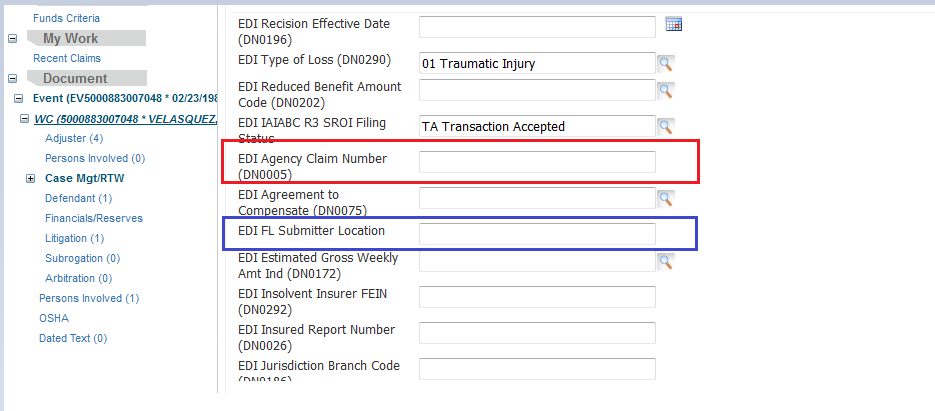 Funds Criteria
My Work
Recent Claims
Document
Event (EV5000883007048 * 02/23/198
WC (5000883007048 * VELASQUEZ,
Adjuster (4)
Persons Involved (0)
Case Mgt/RTW
Defendant (1)
Financials/Reserves
Litigation (1)
Subrogation (0)
Arbitration (0)
Persons Involved (1)
OSHA
Dated Text (0)
EDI Recision Effective Date
(DN0196)
EDI Type of Loss (DN0290)
01 Traumatic Injury
EDI Reduced Benefit Amount
Code (DN0202)
EDI IAIABC R3 SROI Filing
Status
TA Transaction Accepted
EDI Agency Claim Number
(DN0005)
EDI Agreement to
Compensate (DN0075)
EDI FL Submitter Location
EDI Estimated Gross Weekly
Amt Ind (DN0172)
EDI Insolvent Insurer FEIN
(DN0292)
EDI Insured Report Number
(DN0026)
EDI Jurisdiction Branch Code
(DN0186)